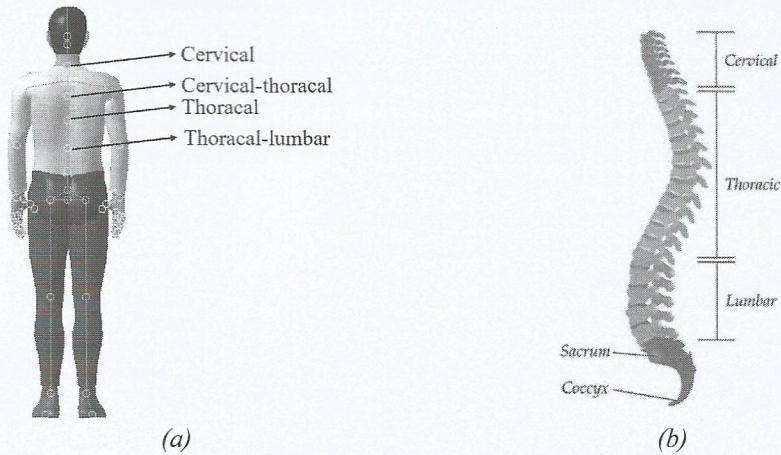 Cervical
Cervical-thoracal
Thoracal
Thoracal-lumbar
(a)
Cervical
Thoracic
Lumbar
Sacrum
Coccyx
(b)